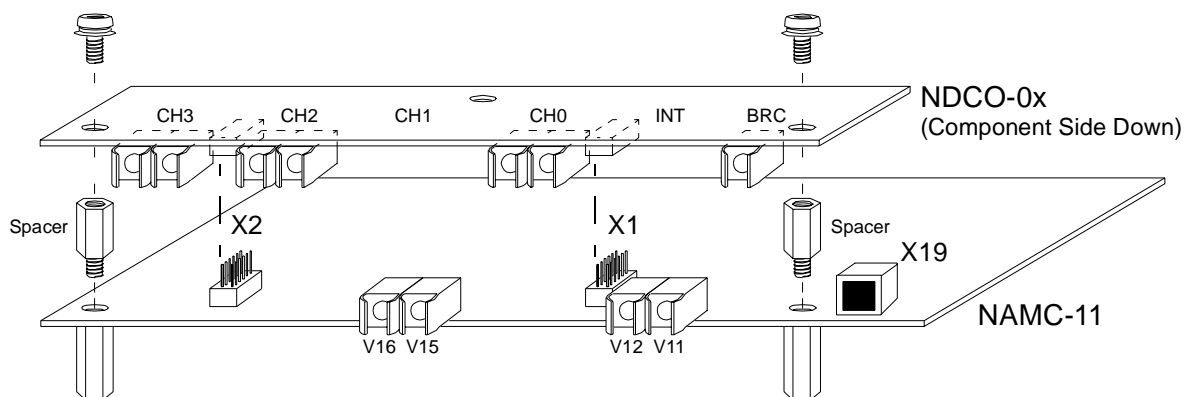 CH3 CH2 CH1 CH0 INT BRC
NDCO-0x
(Component Side Down)
Spacer X2 X1 Spacer
X19
NAMC-11
V16 V15 V12 V11